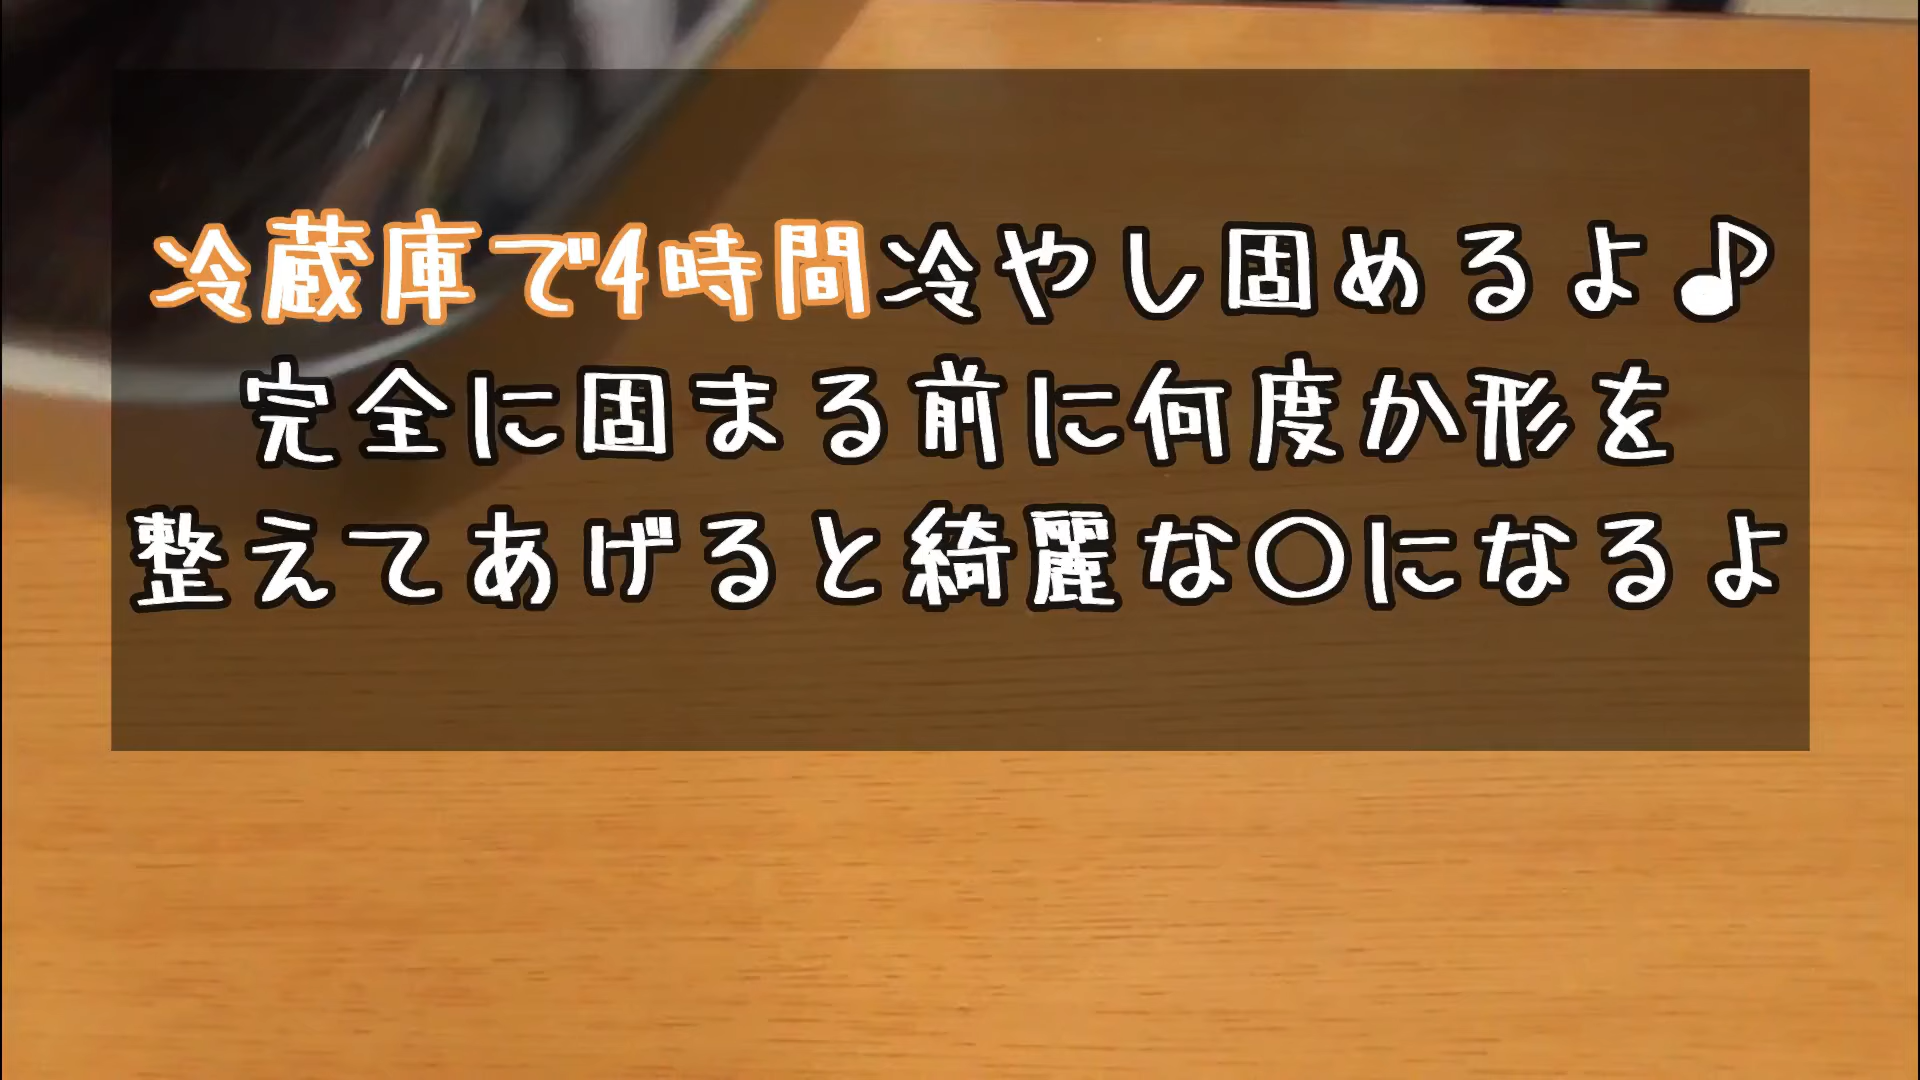 冷蔵庫で4時間冷やし固めるよ♪
完全に固まる前に何度か形を
整えてあげると綺麗な○になるよ